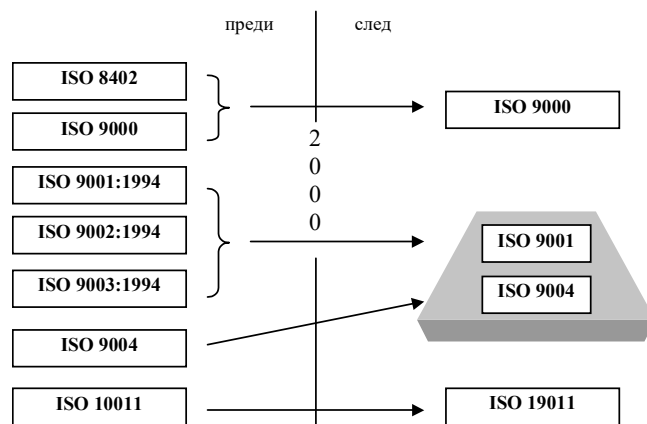 преди след
ISO 8402
ISO 9000
ISO 9000
2
0
0
0
ISO 9001:1994
ISO 9002:1994
ISO 9003:1994
ISO 9001
ISO 9004
ISO 9004
ISO 10011
ISO 19011